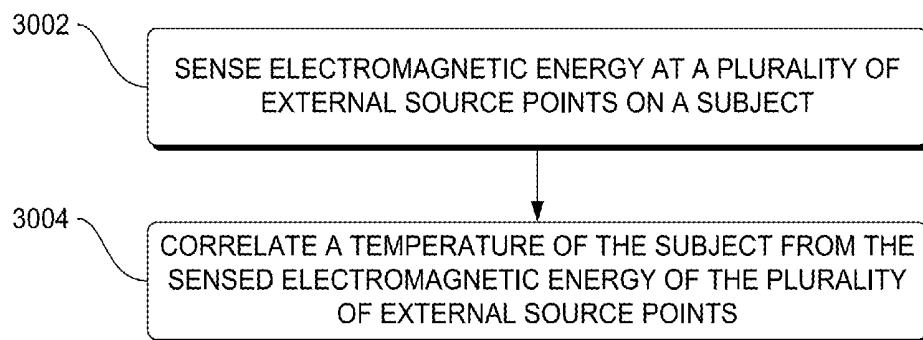 3002
SENSE ELECTROMAGNETIC ENERGY AT A PLURALITY OF
EXTERNAL SOURCE POINTS ON A SUBJECT
3004
CORRELATE A TEMPERATURE OF THE SUBJECT FROM THE
SENSED ELECTROMAGNETIC ENERGY OF THE PLURALITY
OF EXTERNAL SOURCE POINTS